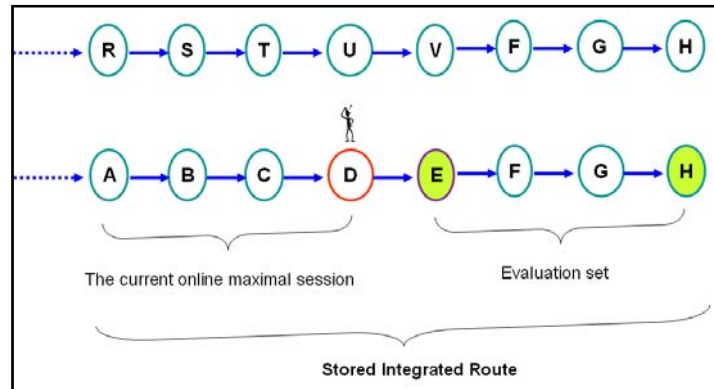 R S T U V F G H
A B C D E F G H
The current online maximal session
Evaluation set
Stored Integrated Route